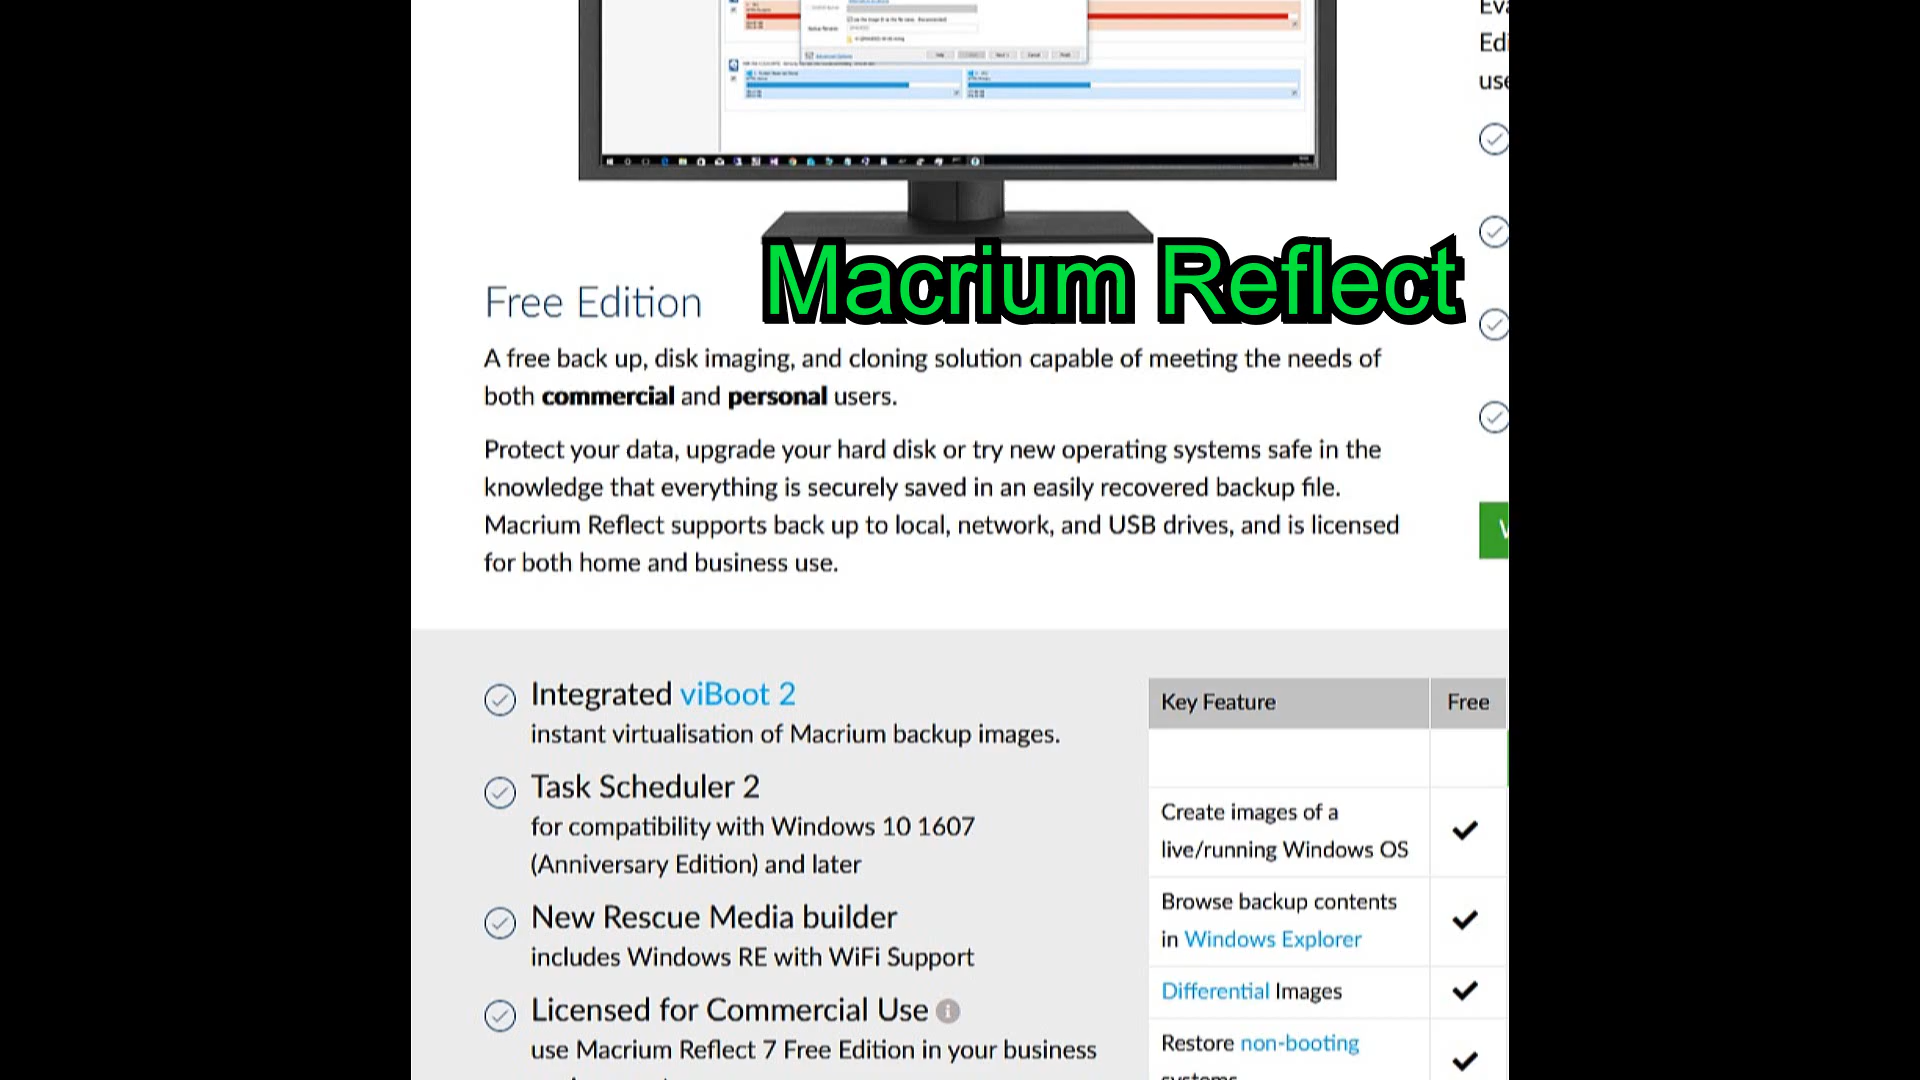 Eva
Edi
use
Macrium Reflect
Free Edition
A free back up, disk imaging, and cloning solution capable of meeting the needs of
both commercial and personal users.
Protect your data, upgrade your hard disk or try new operating systems safe in the
knowledge that everything is securely saved in an easily recovered backup file.
Macrium Reflect supports back up to local, network, and USB drives, and is licensed
for both home and business use.
Integrated viBoot 2
instant virtualisation of Macrium backup images.
Task Scheduler 2
for compatibility with Windows 10 1607
(Anniversary Edition) and later
New Rescue Media builder
includes Windows RE with WiFi Support
Licensed for Commercial Use
use Macrium Reflect 7 Free Edition in your business
Key Feature Free
Create images of a
live/running Windows OS
Browse backup contents
in Windows Explorer
Differential Images
Restore non-booting
systems